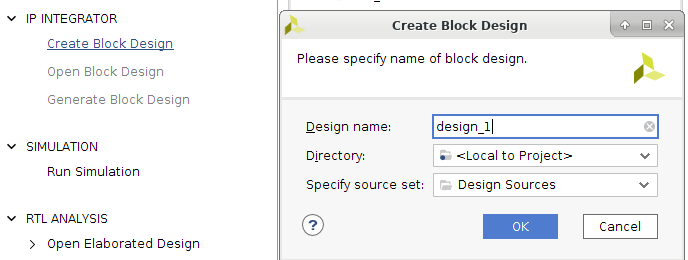 IP INTEGRATOR
Create Block Design
Open Block Design
Generate Block Design
SIMULATION
Run Simulation
RTL ANALYSIS
Open Elaborated Design
Create Block Design
Please specify name of block design.
Design name: design_1
Directory: <Local to Project>
Specify source set: Design Sources
? OK Cancel